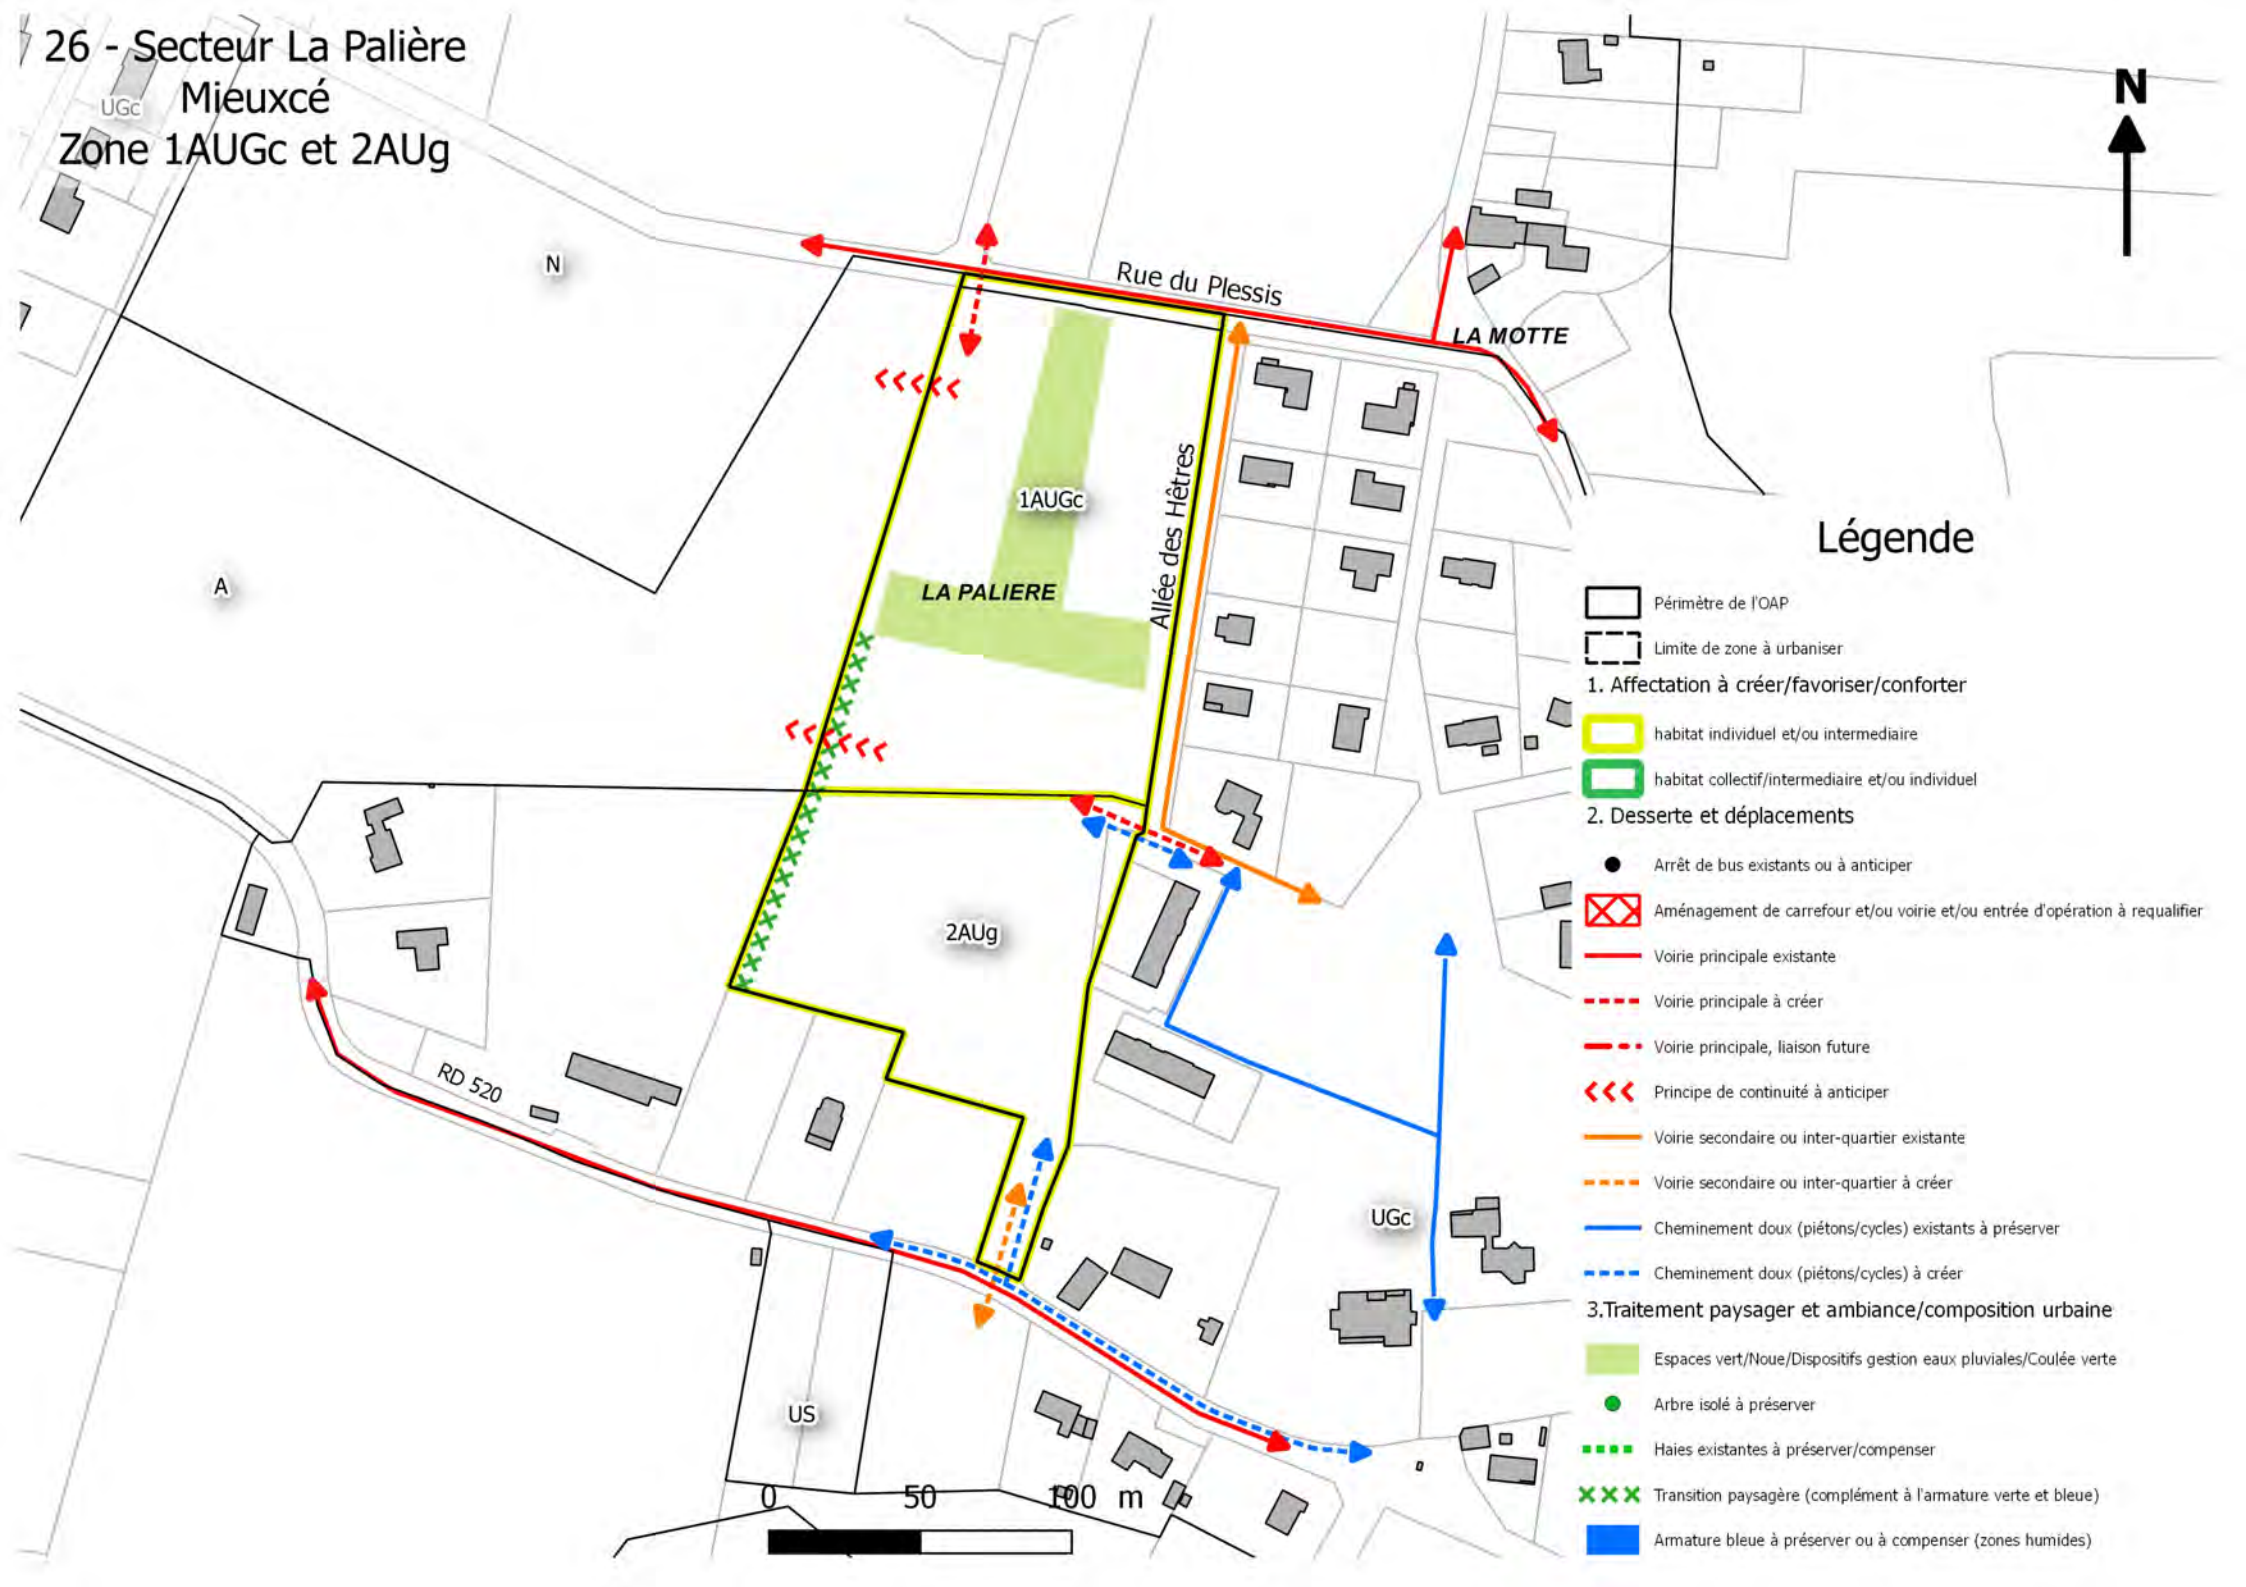 26 - Secteur La Palière
Mieuxcé
Zone 1AUGc et 2AUg
UGc
N
N
Rue du Plessis
LA MOTTE
1AUGc
Allée des Hêtres
LA PALIERE
A
2AUg
RD 520
UGc
US
0 50 100 m
Légende
Périmètre de l'OAP
Limite de zone à urbaniser
1. Affectation à créer/favoriser/conforter
habitat individuel et/ou intermediaire
habitat collectif/intermediaire et/ou individuel
2. Desserte et déplacements
Arrêt de bus existants ou à anticiper
Aménagement de carrefour et/ou voirie et/ou entrée d'opération à requalifier
Voirie principale existante
Voirie principale à créer
Voirie principale, liaison future
Principe de continuité à anticiper
Voirie secondaire ou inter-quartier existante
Voirie secondaire ou inter-quartier à créer
Cheminement doux (piétons/cycles) existants à préserver
Cheminement doux (piétons/cycles) à créer
3.Traitement paysager et ambiance/composition urbaine
Espaces vert/Noue/Dispositifs gestion eaux pluviales/Coulée verte
Arbre isolé à préserver
Haies existantes à préserver/compenser
Transition paysagère (complément à l'armature verte et bleue)
Armature bleue à préserver ou à compenser (zones humides)